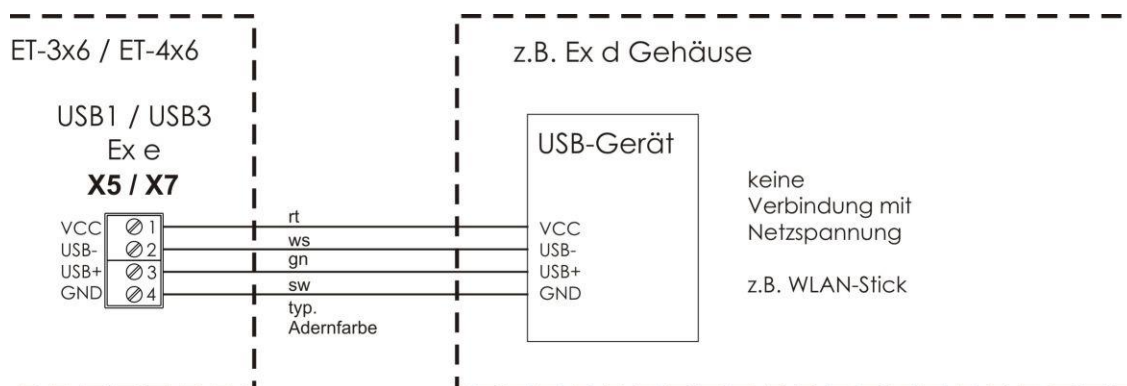 ET-3x6 / ET-4x6
z.B. Ex d Gehäuse
USB1 / USB3
Ex e
X5 / X7
VCC 1
USB- 2
USB+ 3
GND 4
rt
ws
gn
sw
typ.
Adernfarbe
USB-Gerät
VCC
USB-
USB+
GND
keine
Verbindung mit
Netzspannung
z.B. WLAN-Stick